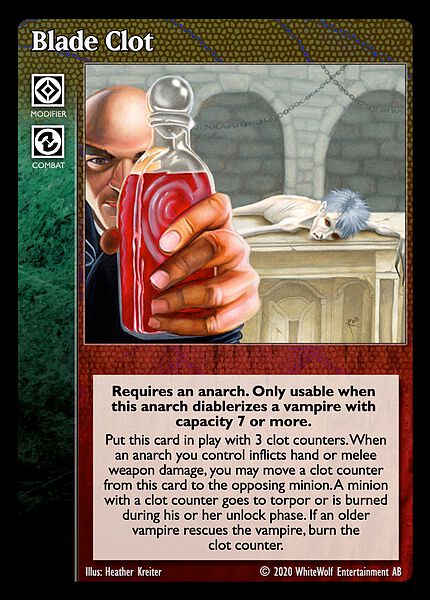 Blade Clot
MODIFIER
COMBAT
Requires an anarch. Only usable when
this anarch diablerizes a vampire with
capacity 7 or more.
Put this card in play with 3 clot counters. When
an anarch you control inflicts hand or melee
weapon damage, you may move a clot counter
from this card to the opposing minion. A minion
with a clot counter goes to torpor or is burned
during his or her unlock phase. If an older
vampire rescues the vampire, burn the
clot counter.
Illus: Heather Kreiter
© 2020 WhiteWolf Entertainment AB